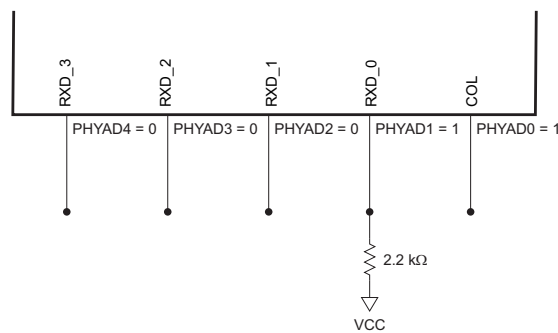 RXD_3
RXD_2
RXD_1
RXD_0
COL
PHYAD4 = 0
PHYAD3 = 0
PHYAD2 = 0
PHYAD1 = 1
PHYAD0 = 1
2.2 kΩ
VCC